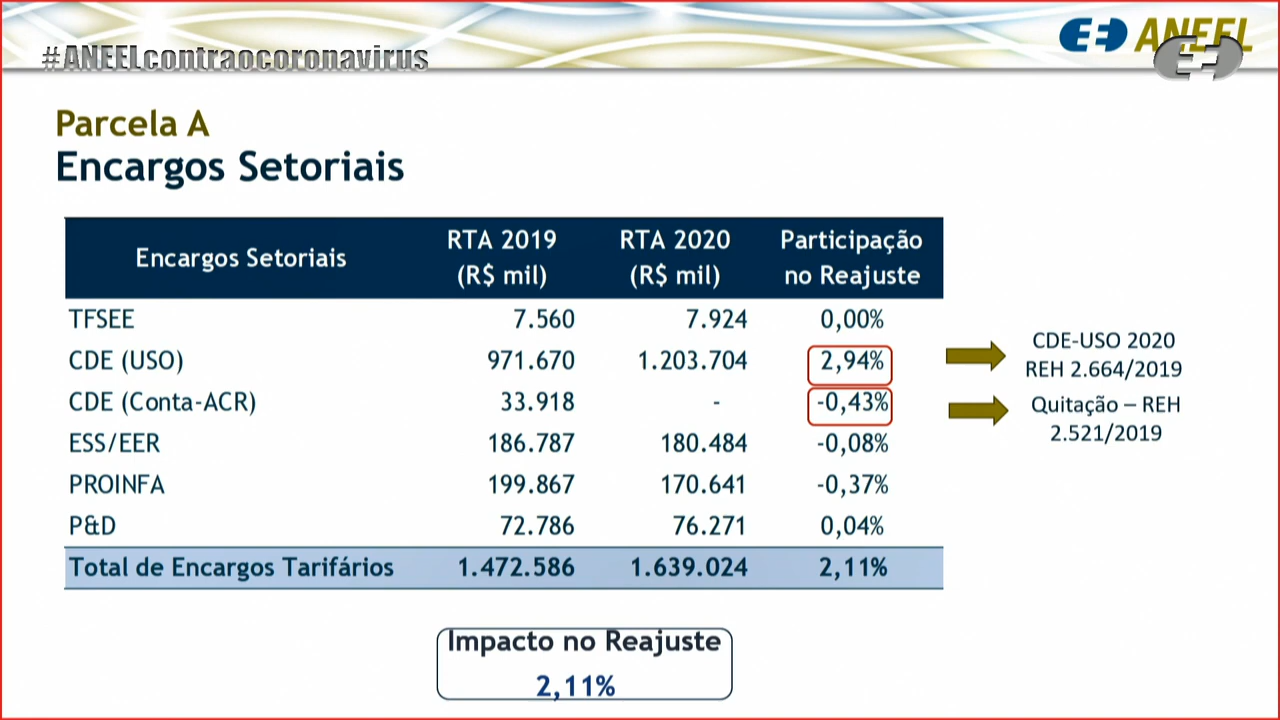 #ANEELcontraocoronavirus
ANEEL
Parcela A
Encargos Setoriais
Encargos Setoriais RTA 2019 (R$ mil) RTA 2020 (R$ mil) Participação no Reajuste
TFSEE 7.560 7.924 0,00%
CDE (USO) 971.670 1.203.704 2,94%
CDE (Conta-ACR) 33.918 - -0,43%
ESS/EER 186.787 180.484 -0,08%
PROINFA 199.867 170.641 -0,37%
P&D 72.786 76.271 0,04%
Total de Encargos Tarifários 1.472.586 1.639.024 2,11%
CDE-USO 2020
REH 2.664/2019
Quitação – REH
2.521/2019
Impacto no Reajuste
2,11%